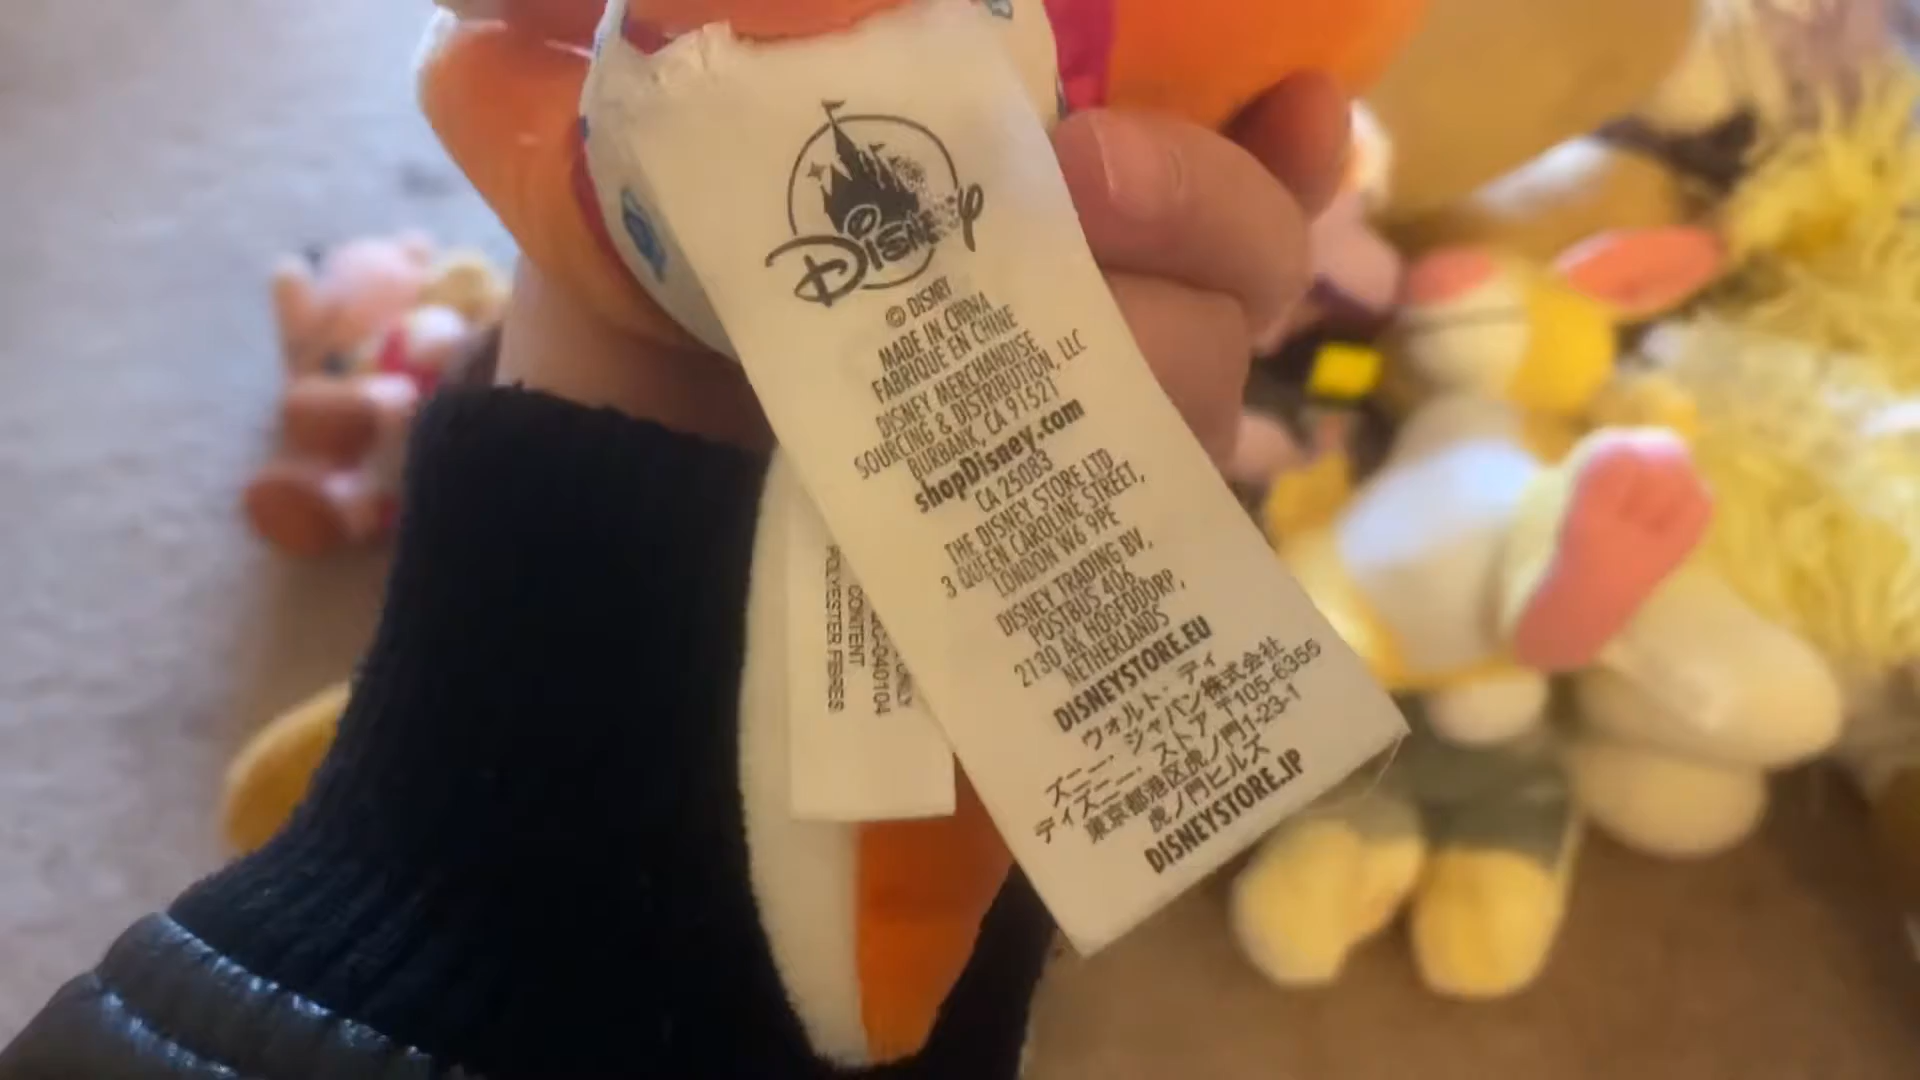 Disney
© DISNEY
MADE IN CHINA
FABRIQUÉ EN CHINE
DISNEY MERCHANDISE
SOURCING & DISTRIBUTION, LLC
BURBANK, CA 91521
shopDisney.com
CA 25083
THE DISNEY STORE LTD
3 QUEEN CAROLINE STREET,
LONDON W6 9PE
DISNEY TRADING BV,
POSTBUS 406
2130 AK HOOFDDORP,
NETHERLANDS
DISNEYSTORE.EU
ウォルト・ディ
ズニー・ジャパン株式会社
ディズニー・ストア 〒105-6355
東京都港区虎ノ門1-23-1
虎ノ門ヒルズ
DISNEYSTORE.JP
ONLY
040104
CONTENT
POLYESTER FIBERS